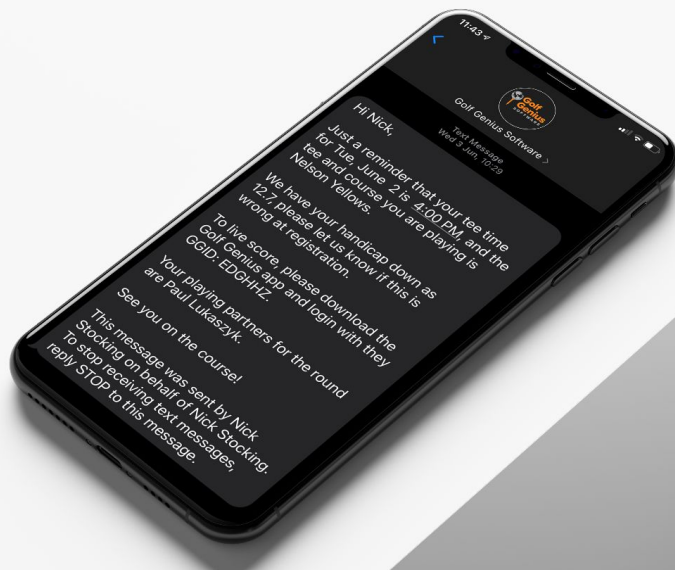 11:43
Golf
Genius
SOFTWARE
Golf Genius Software >
Text Message
Wed 3 Jun, 10:29
Hi Nick,
Just a reminder that your tee time
for Tue, June 2 is 4:00 PM, and the
tee and course you are playing is
Nelson Yellows.
We have your handicap down as
12.7, please let us know if this is
wrong at registration.
To live score, please download the
Golf Genius app and login with they
GGID: EDGHHZ.
Your playing partners for the round
are Paul Lukaszyk.
See you on the course!
This message was sent by Nick
Stocking on behalf of Nick Stocking.
To stop receiving text messages,
reply STOP to this message.